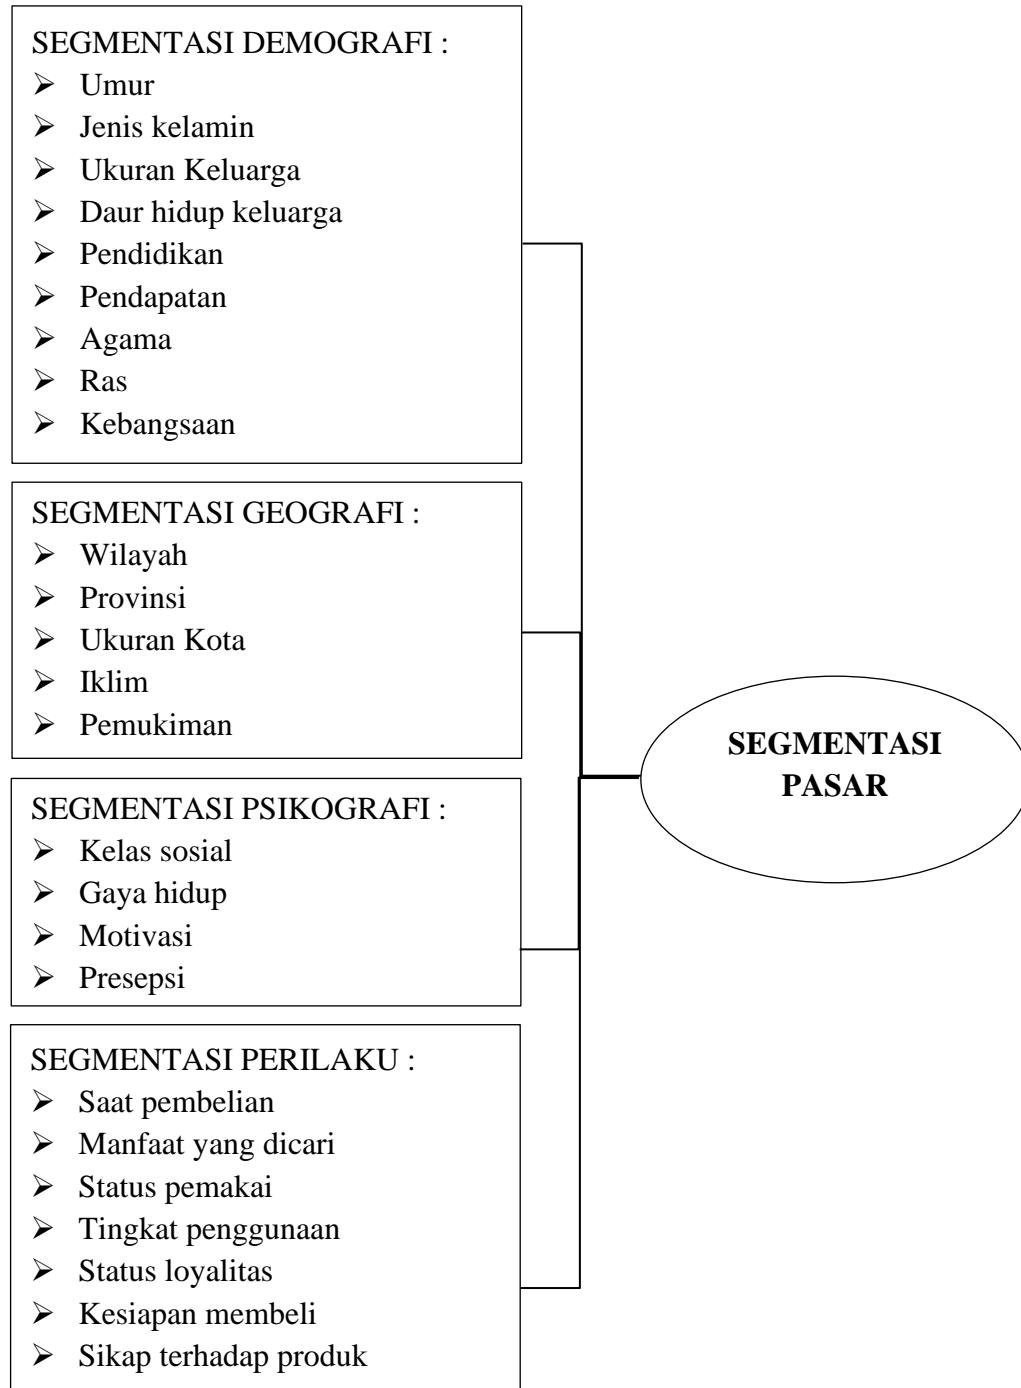 SEGMENTASI DEMOGRAFI :
➢ Umur
➢ Jenis kelamin
➢ Ukuran Keluarga
➢ Daur hidup keluarga
➢ Pendidikan
➢ Pendapatan
➢ Agama
➢ Ras
➢ Kebangsaan
SEGMENTASI GEOGRAFI :
➢ Wilayah
➢ Provinsi
➢ Ukuran Kota
➢ Iklim
➢ Pemukiman
SEGMENTASI PSIKOGRAFI :
➢ Kelas sosial
➢ Gaya hidup
➢ Motivasi
➢ Presepsi
SEGMENTASI PERILAKU :
➢ Saat pembelian
➢ Manfaat yang dicari
➢ Status pemakai
➢ Tingkat penggunaan
➢ Status loyalitas
➢ Kesiapan membeli
➢ Sikap terhadap produk
SEGMENTASI
PASAR